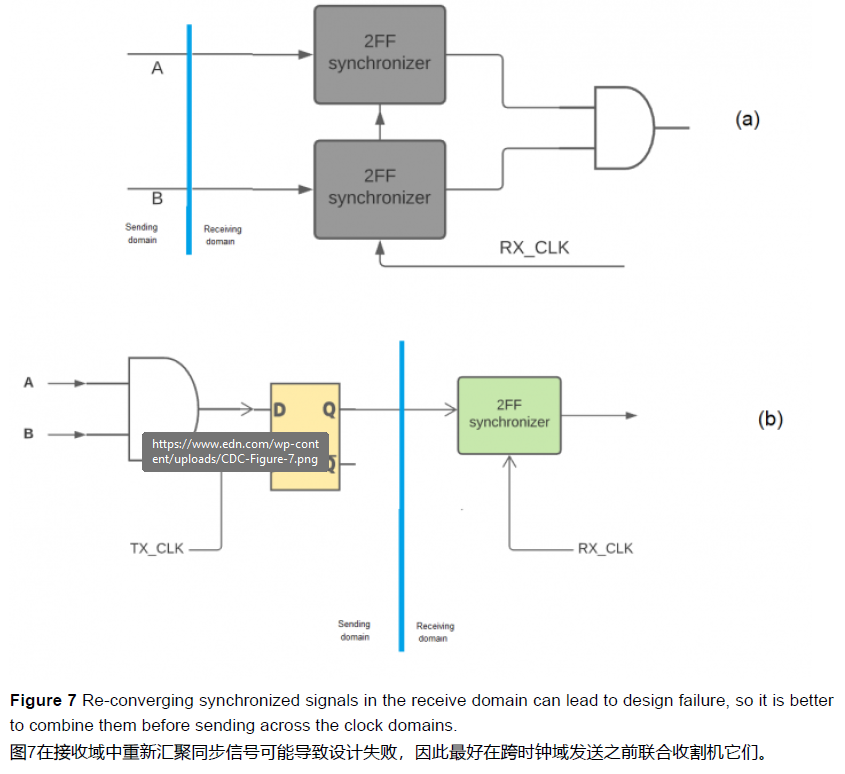 2FF
synchronizer
A
(a)
2FF
synchronizer
B
Sending
domain
Receiving
domain
RX_CLK
A
D
Q
2FF
synchronizer
(b)
B
https://www.edn.com/wp-cont
ent/uploads/CDC-Figure-7.png
Q
TX_CLK
RX_CLK
Sending
domain
Receiving
domain
Figure 7 Re-converging synchronized signals in the receive domain can lead to design failure, so it is better
to combine them before sending across the clock domains.
图7在接收域中重新汇聚同步信号可能导致设计失败，因此最好在跨时钟域发送之前联合收割机它们。